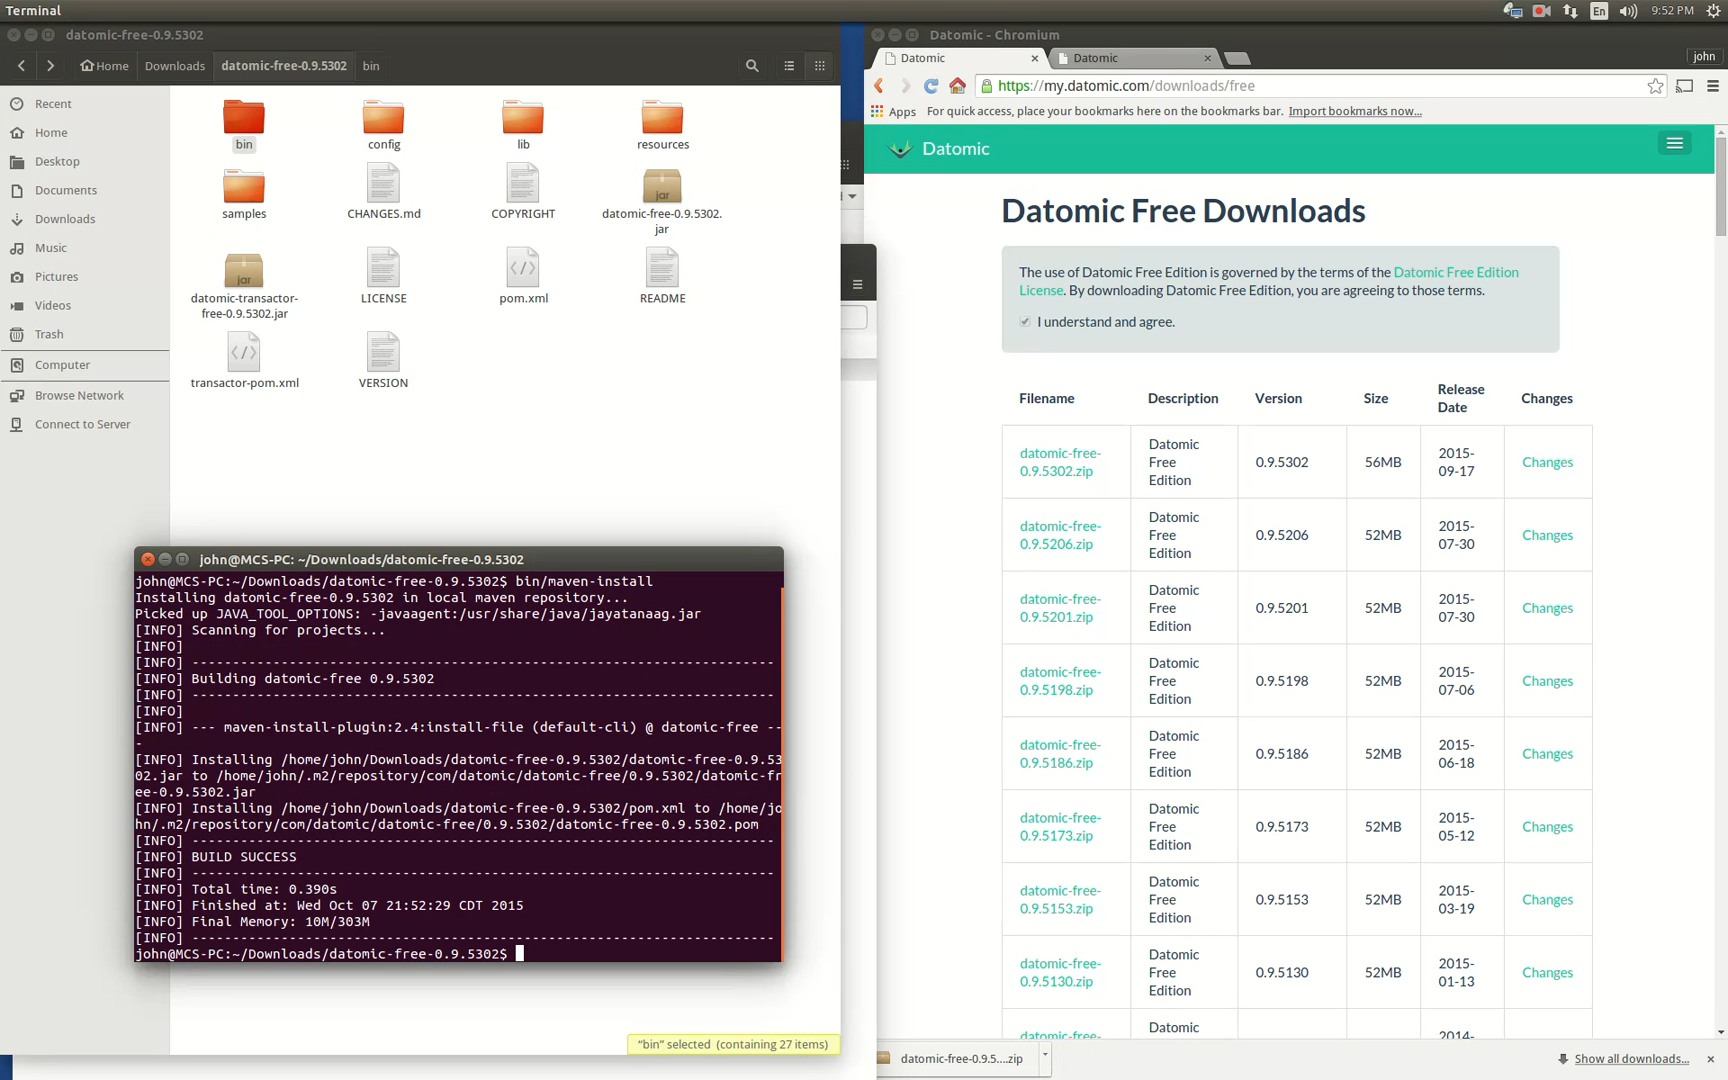 Terminal
En
9:52 PM
datomic-free-0.9.5302
Home
Downloads
datomic-free-0.9.5302
bin
Recent
Home
Desktop
Documents
Downloads
Music
Pictures
Videos
Trash
Computer
Browse Network
Connect to Server
bin
config
lib
resources
samples
CHANGES.md
COPYRIGHT
jar
datomic-free-0.9.5302.
jar
jar
datomic-transactor-
free-0.9.5302.jar
LICENSE
pom.xml
README
transactor-pom.xml
VERSION
john@MCS-PC: ~/Downloads/datomic-free-0.9.5302
john@MCS-PC:~/Downloads/datomic-free-0.9.5302$ bin/maven-install
Installing datomic-free-0.9.5302 in local maven repository...
Picked up JAVA_TOOL_OPTIONS: -javaagent:/usr/share/java/jayatanaag.jar
[INFO] Scanning for projects...
[INFO]
[INFO] ------------------------------------------------------------------------
[INFO] Building datomic-free 0.9.5302
[INFO] ------------------------------------------------------------------------
[INFO]
[INFO] --- maven-install-plugin:2.4:install-file (default-cli) @ datomic-free --
-
[INFO] Installing /home/john/Downloads/datomic-free-0.9.5302/datomic-free-0.9.53
02.jar to /home/john/.m2/repository/com/datomic/datomic-free/0.9.5302/datomic-fr
ee-0.9.5302.jar
[INFO] Installing /home/john/Downloads/datomic-free-0.9.5302/pom.xml to /home/jo
hn/.m2/repository/com/datomic/datomic-free/0.9.5302/datomic-free-0.9.5302.pom
[INFO] ------------------------------------------------------------------------
[INFO] BUILD SUCCESS
[INFO] ------------------------------------------------------------------------
[INFO] Total time: 0.390s
[INFO] Finished at: Wed Oct 07 21:52:29 CDT 2015
[INFO] Final Memory: 10M/303M
[INFO] ------------------------------------------------------------------------
john@MCS-PC:~/Downloads/datomic-free-0.9.5302$
“bin” selected (containing 27 items)
Datomic - Chromium
Datomic
Datomic
john
https://my.datomic.com/downloads/free
Apps
For quick access, place your bookmarks here on the bookmarks bar. Import bookmarks now...
Datomic
Datomic Free Downloads
The use of Datomic Free Edition is governed by the terms of the Datomic Free Edition
License. By downloading Datomic Free Edition, you are agreeing to those terms.
I understand and agree.
Filename
Description
Version
Size
Release
Date
Changes
datomic-free-
0.9.5302.zip
Datomic
Free
Edition
0.9.5302
56MB
2015-
09-17
Changes
datomic-free-
0.9.5206.zip
Datomic
Free
Edition
0.9.5206
52MB
2015-
07-30
Changes
datomic-free-
0.9.5201.zip
Datomic
Free
Edition
0.9.5201
52MB
2015-
07-30
Changes
datomic-free-
0.9.5198.zip
Datomic
Free
Edition
0.9.5198
52MB
2015-
07-06
Changes
datomic-free-
0.9.5186.zip
Datomic
Free
Edition
0.9.5186
52MB
2015-
06-18
Changes
datomic-free-
0.9.5173.zip
Datomic
Free
Edition
0.9.5173
52MB
2015-
05-12
Changes
datomic-free-
0.9.5153.zip
Datomic
Free
Edition
0.9.5153
52MB
2015-
03-19
Changes
datomic-free-
0.9.5130.zip
Datomic
Free
Edition
0.9.5130
52MB
2015-
01-13
Changes
datomic-free-
Datomic
2014-
datomic-free-0.9.5....zip
Show all downloads...